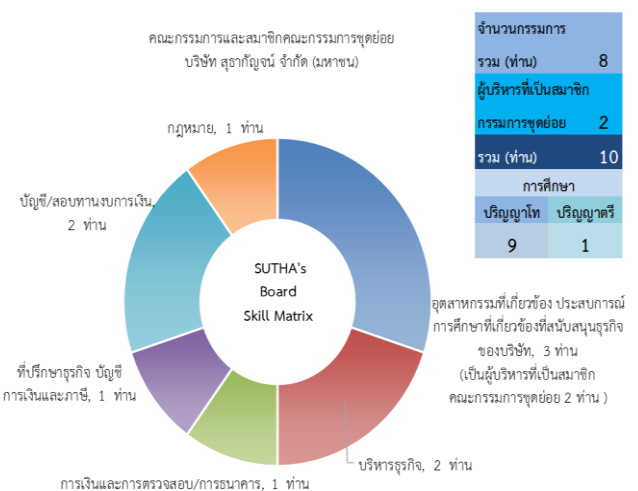 คณะกรรมการและสมาชิกคณะกรรมการชุดย่อย
บริษัท สุธากัญจน์ จำกัด (มหาชน)
จำนวนกรรมการ
รวม (ท่าน) 8
ผู้บริหารที่เป็นสมาชิก
กรรมการชุดย่อย 2
รวม (ท่าน) 10
การศึกษา
ปริญญาโท ปริญญาตรี
9 1
กฎหมาย, 1 ท่าน
บัญชี/สอบทานงบการเงิน,
2 ท่าน
SUTHA's
Board
Skill Matrix
อุตสาหกรรมที่เกี่ยวข้อง ประสบการณ์
การศึกษาที่เกี่ยวข้องที่สนับสนุนธุรกิจ
ของบริษัท, 3 ท่าน
(เป็นผู้บริหารที่เป็นสมาชิก
คณะกรรมการชุดย่อย 2 ท่าน )
ที่ปรึกษาธุรกิจ บัญชี
การเงินและภาษี, 1 ท่าน
บริหารธุรกิจ, 2 ท่าน
การเงินและการตรวจสอบ/การธนาคาร, 1 ท่าน